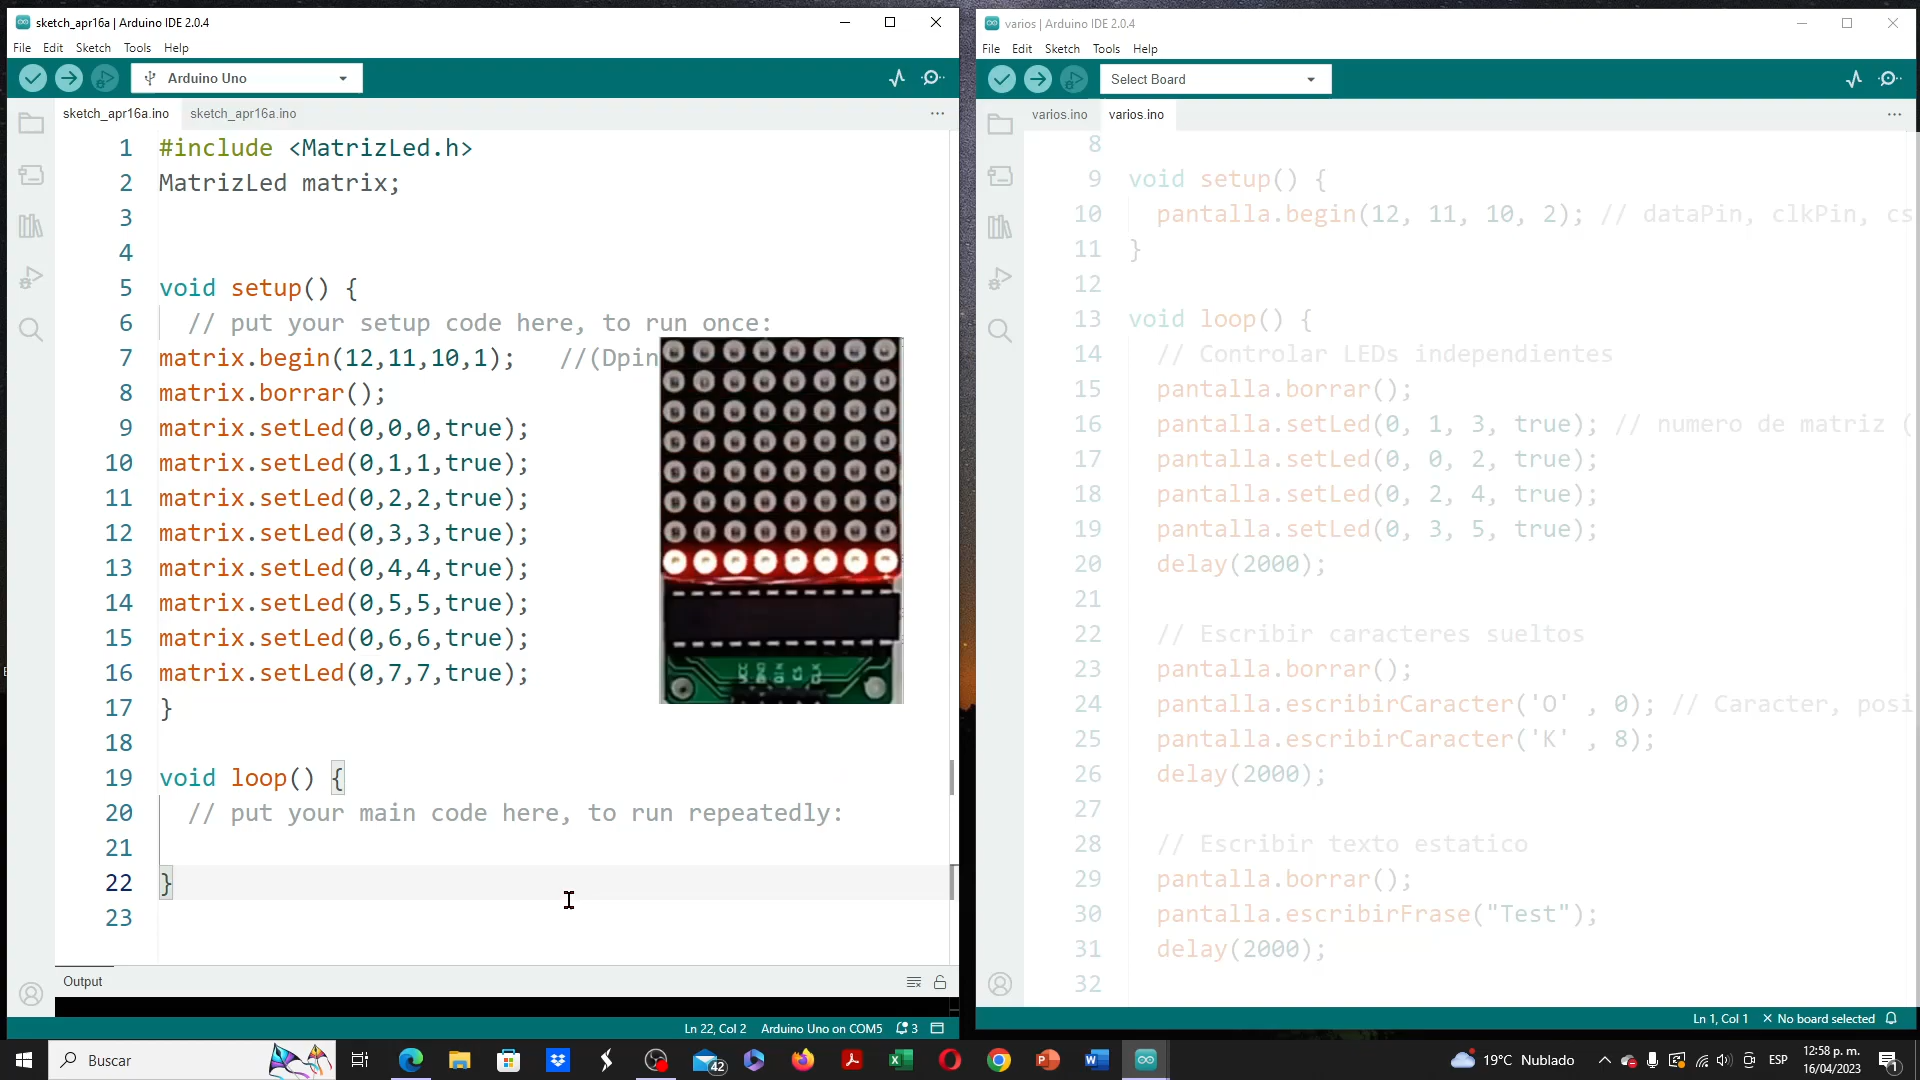 sketch_apr16a | Arduino IDE 2.0.4
File Edit Sketch Tools Help
Arduino Uno
sketch_apr16a.ino sketch_apr16a.ino
1 #include <MatrizLed.h>
2 MatrizLed matrix;
3
4
5 void setup() {
6 // put your setup code here, to run once:
7 matrix.begin(12,11,10,1); //(Dpin
8 matrix.borrar();
9 matrix.setLed(0,0,0,true);
10 matrix.setLed(0,1,1,true);
11 matrix.setLed(0,2,2,true);
12 matrix.setLed(0,3,3,true);
13 matrix.setLed(0,4,4,true);
14 matrix.setLed(0,5,5,true);
15 matrix.setLed(0,6,6,true);
16 matrix.setLed(0,7,7,true);
17 }
18
19 void loop() {
20 // put your main code here, to run repeatedly:
21
22 }
23
VCC GND DIN CS CLK
Output
Ln 22, Col 2 Arduino Uno on COM5 3
varios | Arduino IDE 2.0.4
File Edit Sketch Tools Help
Select Board
varios.ino varios.ino
8
9 void setup() {
10 pantalla.begin(12, 11, 10, 2); // dataPin, clkPin, cs
11 }
12
13 void loop() {
14 // Controlar LEDs independientes
15 pantalla.borrar();
16 pantalla.setLed(0, 1, 3, true); // numero de matriz (
17 pantalla.setLed(0, 0, 2, true);
18 pantalla.setLed(0, 2, 4, true);
19 pantalla.setLed(0, 3, 5, true);
20 delay(2000);
21
22 // Escribir caracteres sueltos
23 pantalla.borrar();
24 pantalla.escribirCaracter('O' , 0); // Caracter, posi
25 pantalla.escribirCaracter('K' , 8);
26 delay(2000);
27
28 // Escribir texto estatico
29 pantalla.borrar();
30 pantalla.escribirFrase("Test");
31 delay(2000);
32
Ln 1, Col 1 No board selected
Buscar
42
19°C Nublado
ESP
12:58 p. m.
16/04/2023
1